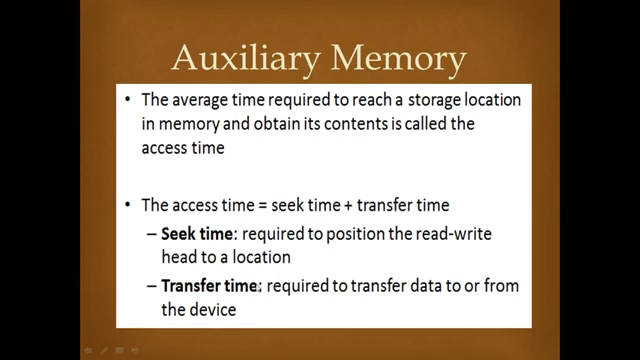 Auxiliary Memory
• The average time required to reach a storage location
in memory and obtain its contents is called the
access time
• The access time = seek time + transfer time
– Seek time: required to position the read-write
head to a location
– Transfer time: required to transfer data to or from
the device